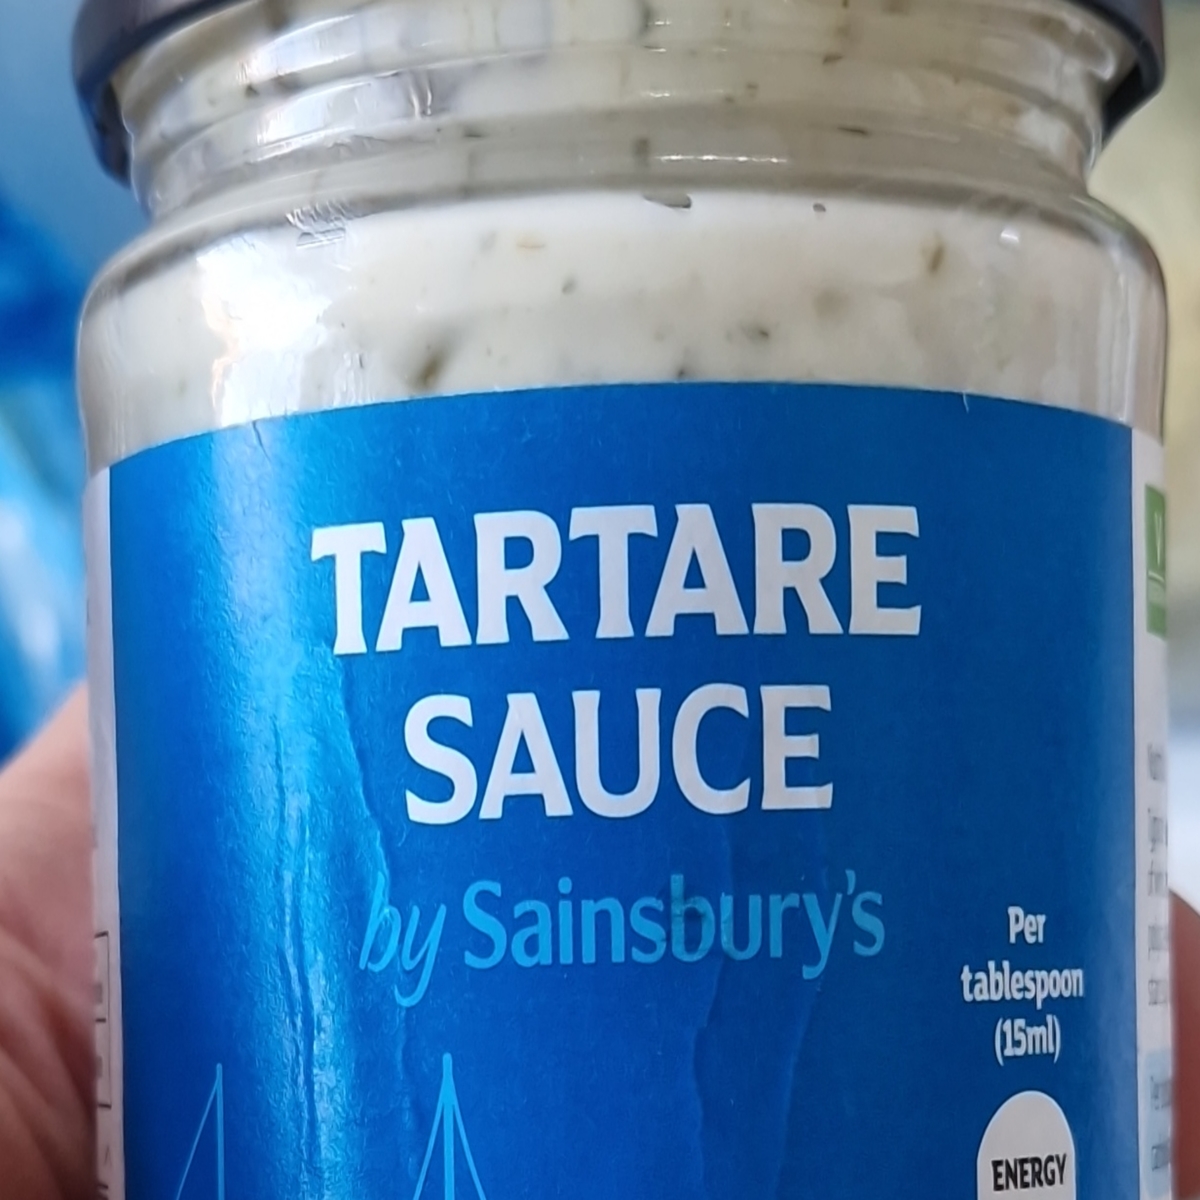 TARTARE
SAUCE
by Sainsbury's
Per
tablespoon
(15ml)
ENERGY